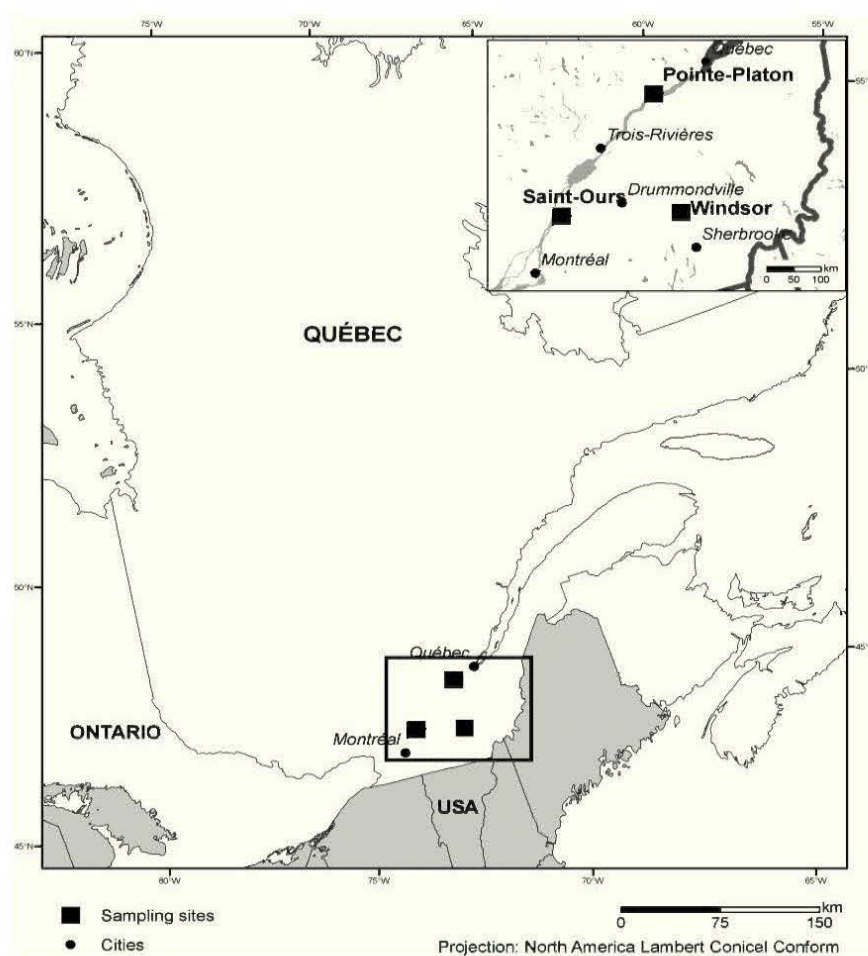 75°W
70°W
65°W
60°W
55°W
60°N
Québec
Pointe-Platon
55°N
Trois-Rivières
Drummondville
Saint-Ours
Windsor
Sherbrooke
Montréal
km
0 50 100
55°N
QUÉBEC
50°N
50°N
Québec
45°N
ONTARIO
Montréal
USA
45°N
80°W
75°W
70°W
65°W
Sampling sites
km
0 75 150
Cities
Projection: North America Lambert Conicel Conform